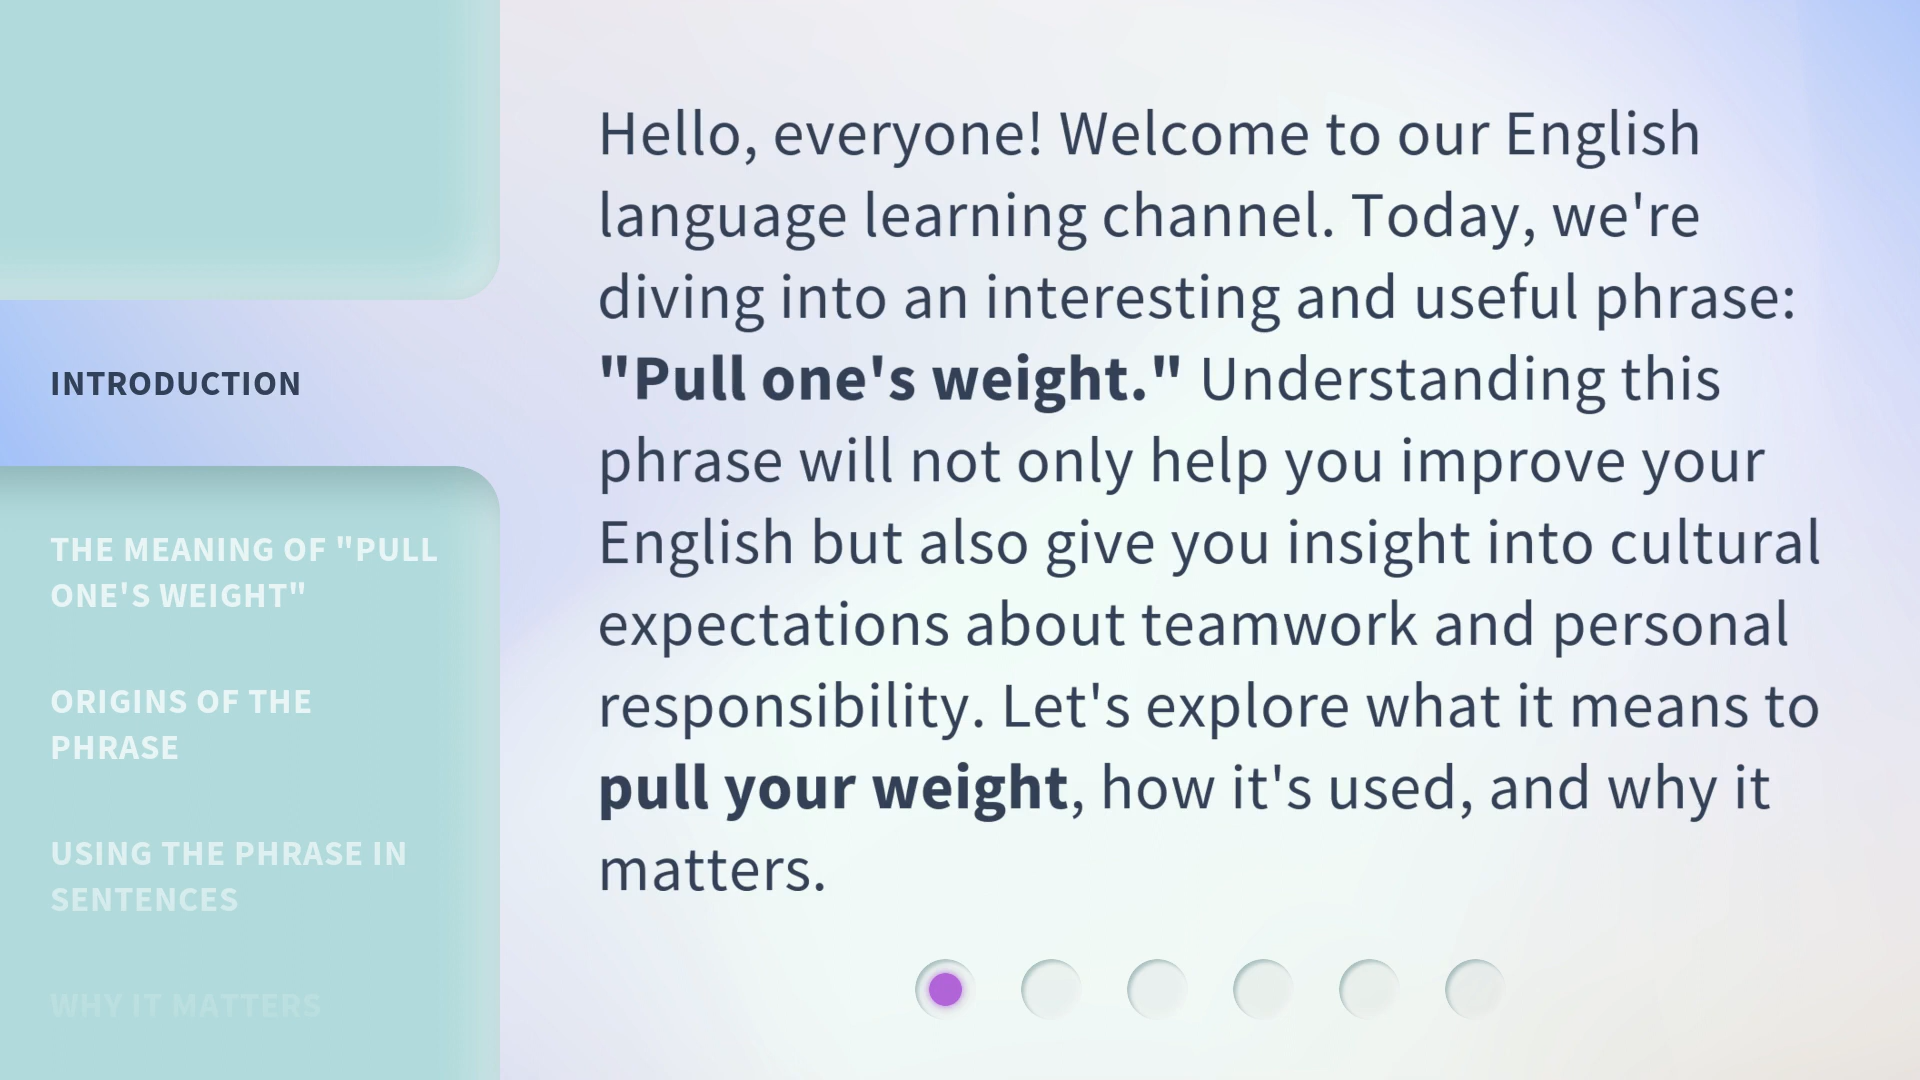 INTRODUCTION
THE MEANING OF "PULL
ONE'S WEIGHT"
ORIGINS OF THE
PHRASE
USING THE PHRASE IN
SENTENCES
WHY IT MATTERS
Hello, everyone! Welcome to our English
language learning channel. Today, we're
diving into an interesting and useful phrase:
"Pull one's weight." Understanding this
phrase will not only help you improve your
English but also give you insight into cultural
expectations about teamwork and personal
responsibility. Let's explore what it means to
pull your weight, how it's used, and why it
matters.